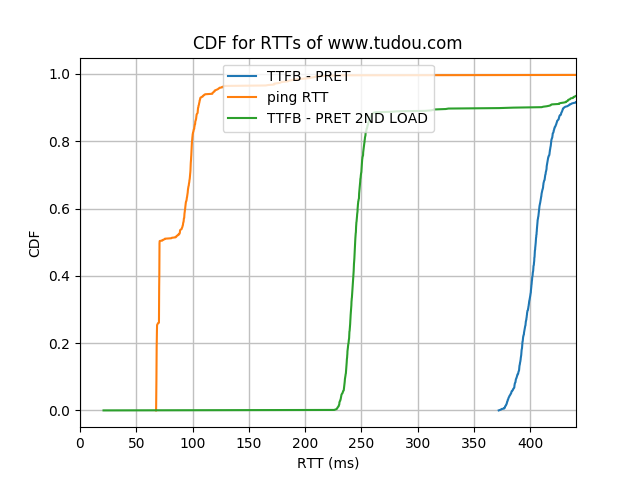 CDF for RTTs of www.tudou.com
TTFB - PRET
ping RTT
TTFB - PRET 2ND LOAD
CDF
1.0
0.8
0.6
0.4
0.2
0.0
0 50 100 150 200 250 300 350 400
RTT (ms)